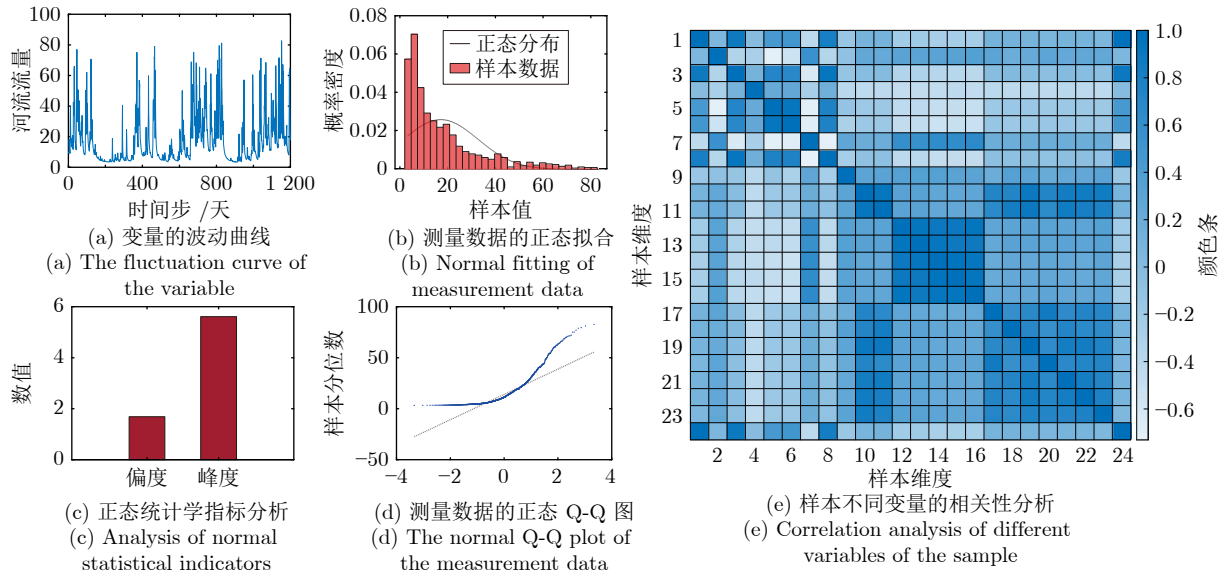 100
80
60
40
20
0
0
400
800
1 200
河流流量
时间步 /天
(a) 变量的波动曲线
(a) The fluctuation curve of
the variable
0.08
0.06
0.04
0.02
0
0
20
40
60
80
概率密度
正态分布
样本数据
样本值
(b) 测量数据的正态拟合
(b) Normal fitting of
measurement data
6
4
2
0
数值
偏度
峰度
(c) 正态统计学指标分析
(c) Analysis of normal
statistical indicators
100
50
0
−50
−4
−2
0
2
4
样本分位数
(d) 测量数据的正态 Q-Q 图
(d) The normal Q-Q plot of
the measurement data
1
3
5
7
9
11
13
15
17
19
21
23
样本维度
2
4
6
8
10
12
14
16
18
20
22
24
样本维度
1.0
0.8
0.6
0.4
0.2
0
−0.2
−0.4
−0.6
颜色条
(e) 样本不同变量的相关性分析
(e) Correlation analysis of different
variables of the sample